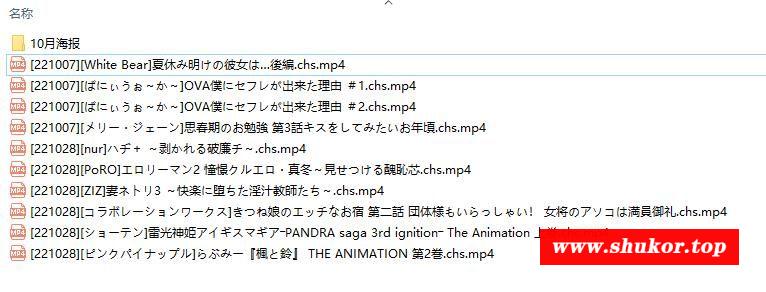 名称
10月海报
[221007][White Bear]夏休み明けの彼女は...後編.chs.mp4
[221007][ばにぃうぉ～か～]OVA僕にセフレが出来た理由 #1.chs.mp4
[221007][ばにぃうぉ～か～]OVA僕にセフレが出来た理由 #2.chs.mp4
[221007][メリー・ジェーン]思春期のお勉強 第3話キスをしてみたいお年頃.chs.mp4
[221028][nur]ハヂ+ ～剥かれる破廉チ～.chs.mp4
[221028][PoRO]エロリーマン2 憧憬クルエロ・真冬～見せつける醜恥芯.chs.mp4
[221028][ZIZ]妻ネトリ3 ～快楽に堕ちた淫汁教師たち～.chs.mp4
[221028][コラボレーションワークス]きつね娘のエッチなお宿 第二話 団体様もいらっしゃい! 女将のアソコは満員御礼.chs.mp4
[221028][ショーテン]雷光神姫アイギスマギア-PANDRA saga 3rd ignition- The Animation
[221028][ピンクパイナップル]らぶみー『楓と鈴』 THE ANIMATION 第2巻.chs.mp4
www.shukor.top